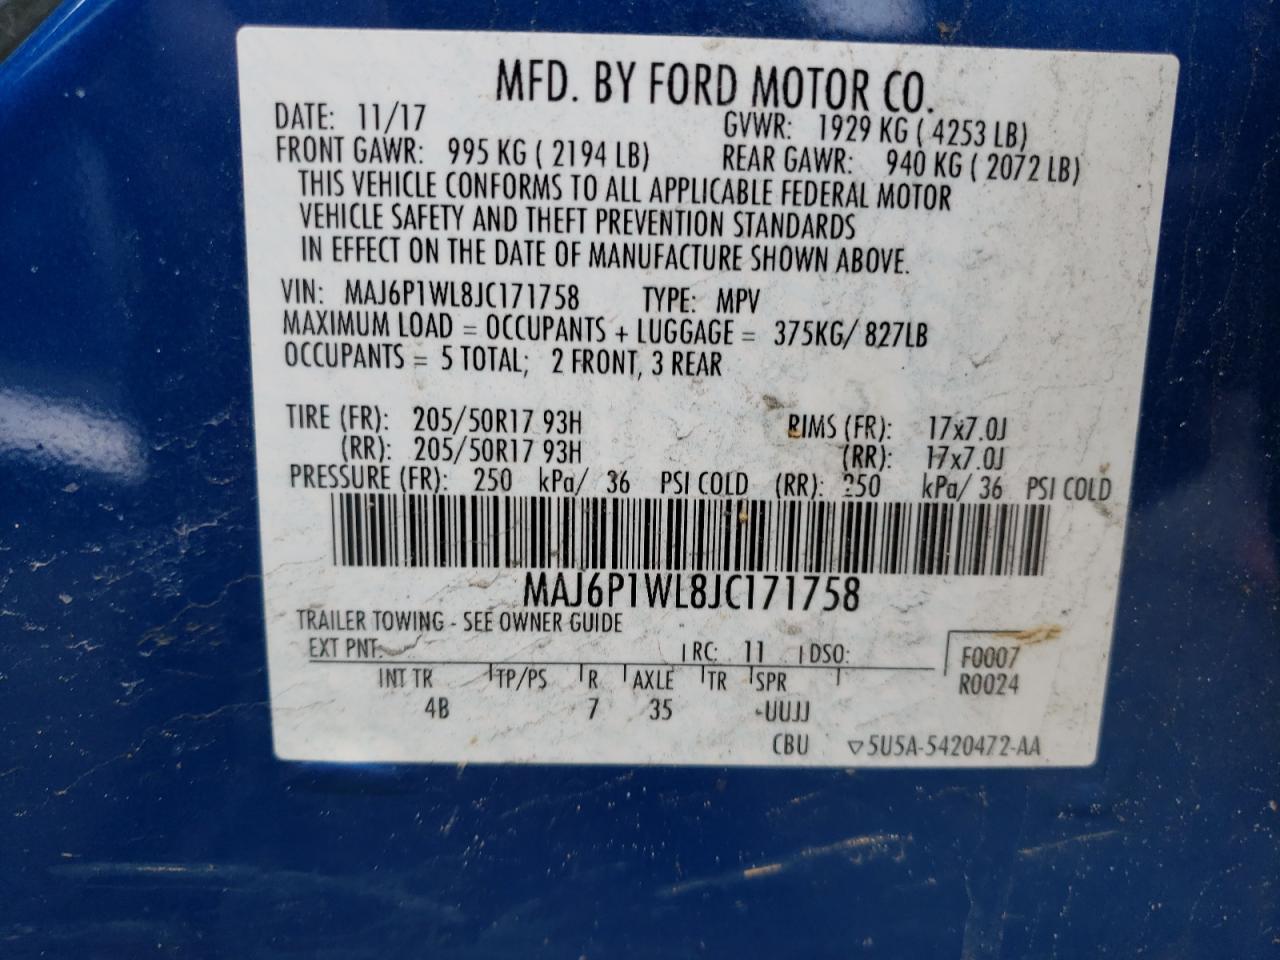 MFD. BY FORD MOTOR CO.
DATE: 11/17 GVWR: 1929 KG ( 4253 LB)
FRONT GAWR: 995 KG ( 2194 LB) REAR GAWR: 940 KG ( 2072 LB)
THIS VEHICLE CONFORMS TO ALL APPLICABLE FEDERAL MOTOR
VEHICLE SAFETY AND THEFT PREVENTION STANDARDS
IN EFFECT ON THE DATE OF MANUFACTURE SHOWN ABOVE.
VIN: MAJ6P1WL8JC171758 TYPE: MPV
MAXIMUM LOAD = OCCUPANTS + LUGGAGE = 375KG/ 827LB
OCCUPANTS = 5 TOTAL; 2 FRONT, 3 REAR
TIRE (FR): 205/50R17 93H RIMS (FR): 17x7.0J
(RR): 205/50R17 93H (RR): 17x7.0J
PRESSURE (FR): 250 kPa/ 36 PSI COLD (RR): 250 kPa/ 36 PSI COLD
MAJ6P1WL8JC171758
TRAILER TOWING - SEE OWNER GUIDE
EXT PNT: RC: 11 DSO: F0007
INT TR TP/PS R AXLE TR SPR R0024
4B 7 35 -UUJJ
CBU ▽5U5A-5420472-AA